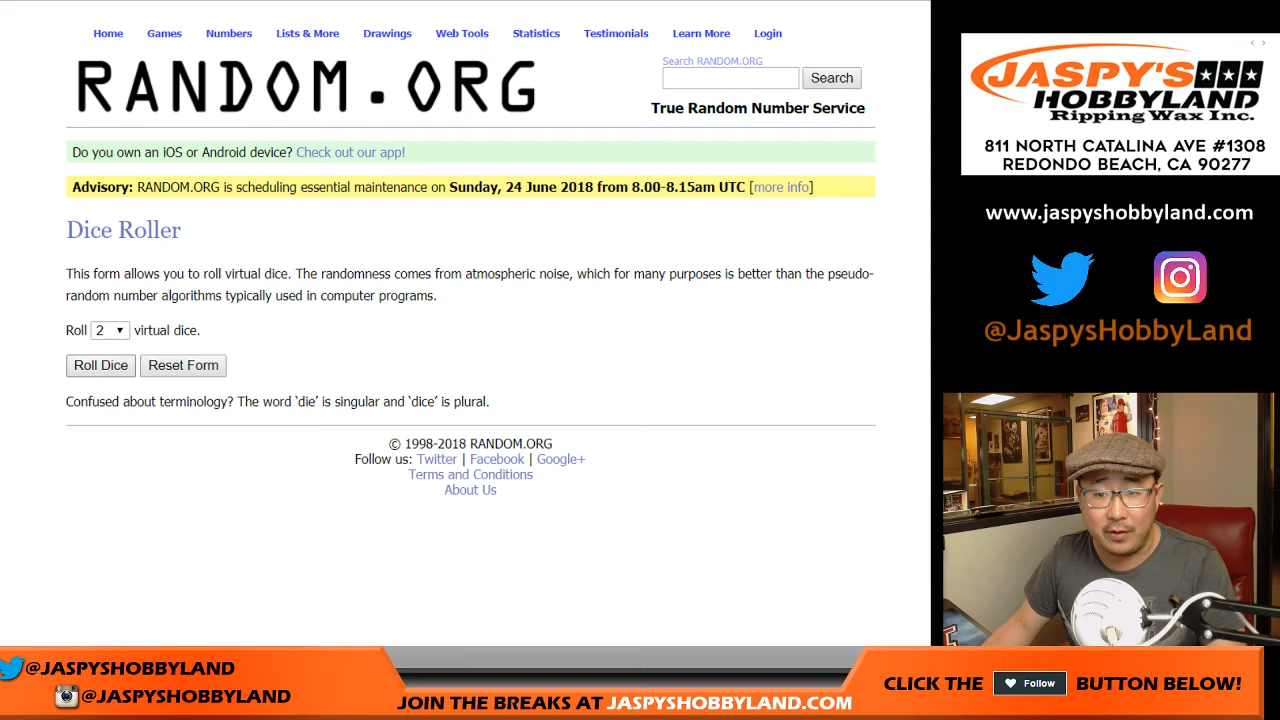 Home Games Numbers Lists & More Drawings Web Tools Statistics Testimonials Learn More Login
RANDOM.ORG
Search RANDOM.ORG
Search
True Random Number Service
Do you own an iOS or Android device? Check out our app!
Advisory: RANDOM.ORG is scheduling essential maintenance on Sunday, 24 June 2018 from 8.00-8.15am UTC [more info]
Dice Roller
This form allows you to roll virtual dice. The randomness comes from atmospheric noise, which for many purposes is better than the pseudo-
random number algorithms typically used in computer programs.
Roll 2 virtual dice.
Roll Dice Reset Form
Confused about terminology? The word ‘die’ is singular and ‘dice’ is plural.
© 1998-2018 RANDOM.ORG
Follow us: Twitter | Facebook | Google+
Terms and Conditions
About Us
JASPY'S
HOBBYLAND
Ripping Wax Inc.
811 NORTH CATALINA AVE #1308
REDONDO BEACH, CA 90277
www.jaspyshobbyland.com
@JaspysHobbyLand
@JASPYSHOBBYLAND
@JASPYSHOBBYLAND
JOIN THE BREAKS AT JASPYSHOBBYLAND.COM
CLICK THE Follow BUTTON BELOW!